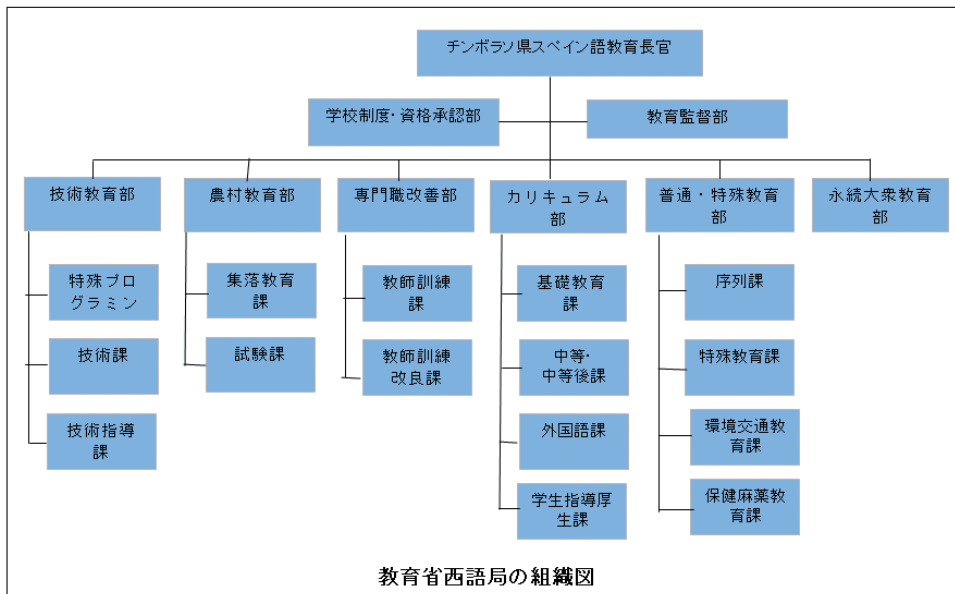 チンボラソ県スペイン語教育長官
学校制度・資格承認部
教育監督部
技術教育部
農村教育部
専門職改善部
カリキュラム
部
普通・特殊教育
部
永続大衆教育
部
特殊プロ
グラミン
技術課
技術指導
課
集落教育
課
試験課
教師訓練
課
教師訓練
改良課
基礎教育
課
中等・
中等後課
外国語課
学生指導厚
生課
序列課
特殊教育課
環境交通教
育課
保健麻薬教
育課
教育省西語局の組織図